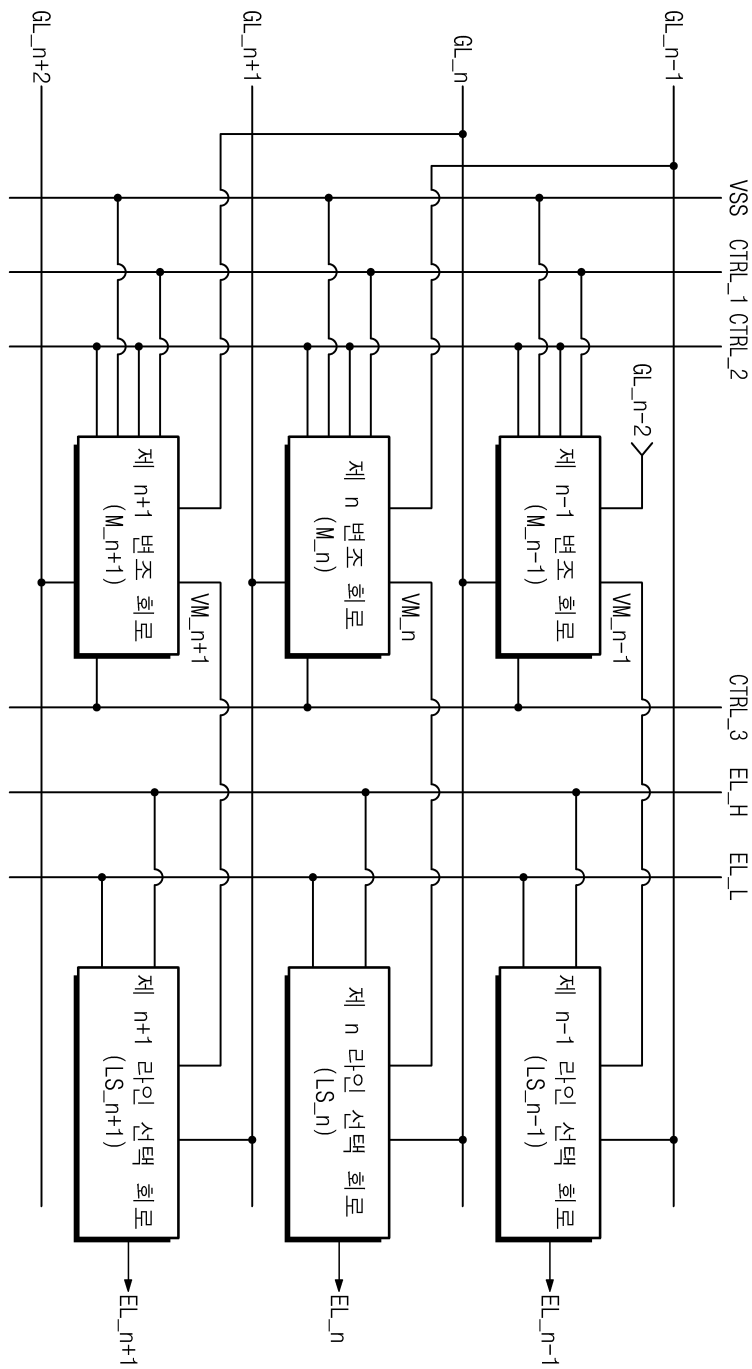 VSS CTRL_1 CTRL_2 CTRL_3 EL_H EL_L
GL_n-1
GL_n-2
VM_n-1
제 n-1 변조 회로
(M_n-1)
제 n-1 라인 선택 회로
(LS_n-1)
EL_n-1
GL_n
VM_n
제 n 변조 회로
(M_n)
제 n 라인 선택 회로
(LS_n)
EL_n
GL_n+1
VM_n+1
제 n+1 변조 회로
(M_n+1)
제 n+1 라인 선택 회로
(LS_n+1)
EL_n+1
GL_n+2